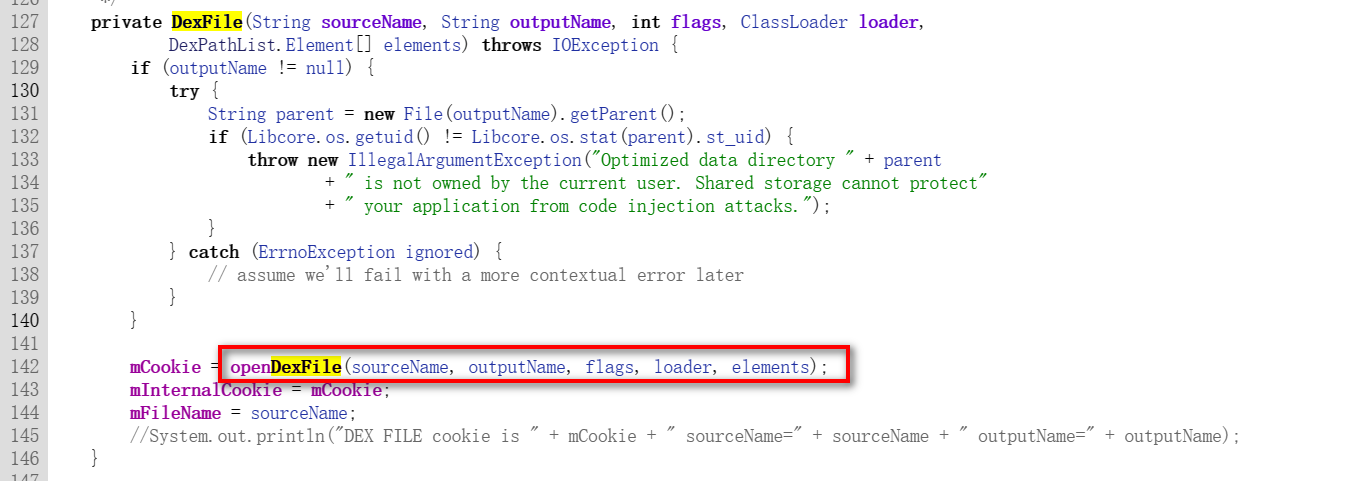 127 private DexFile(String sourceName, String outputName, int flags, ClassLoader loader,
128 DexPathList.Element[] elements) throws IOException {
129 if (outputName != null) {
130 try {
131 String parent = new File(outputName).getParent();
132 if (Libcore.os.getuid() != Libcore.os.stat(parent).st_uid) {
133 throw new IllegalArgumentException("Optimized data directory " + parent
134 + " is not owned by the current user. Shared storage cannot protect"
135 + " your application from code injection attacks.");
136 }
137 } catch (ErrnoException ignored) {
138 // assume we'll fail with a more contextual error later
139 }
140 }
141
142 mCookie = openDexFile(sourceName, outputName, flags, loader, elements);
143 mInternalCookie = mCookie;
144 mFileName = sourceName;
145 //System.out.println("DEX FILE cookie is " + mCookie + " sourceName=" + sourceName + " outputName=" + outputName);
146 }